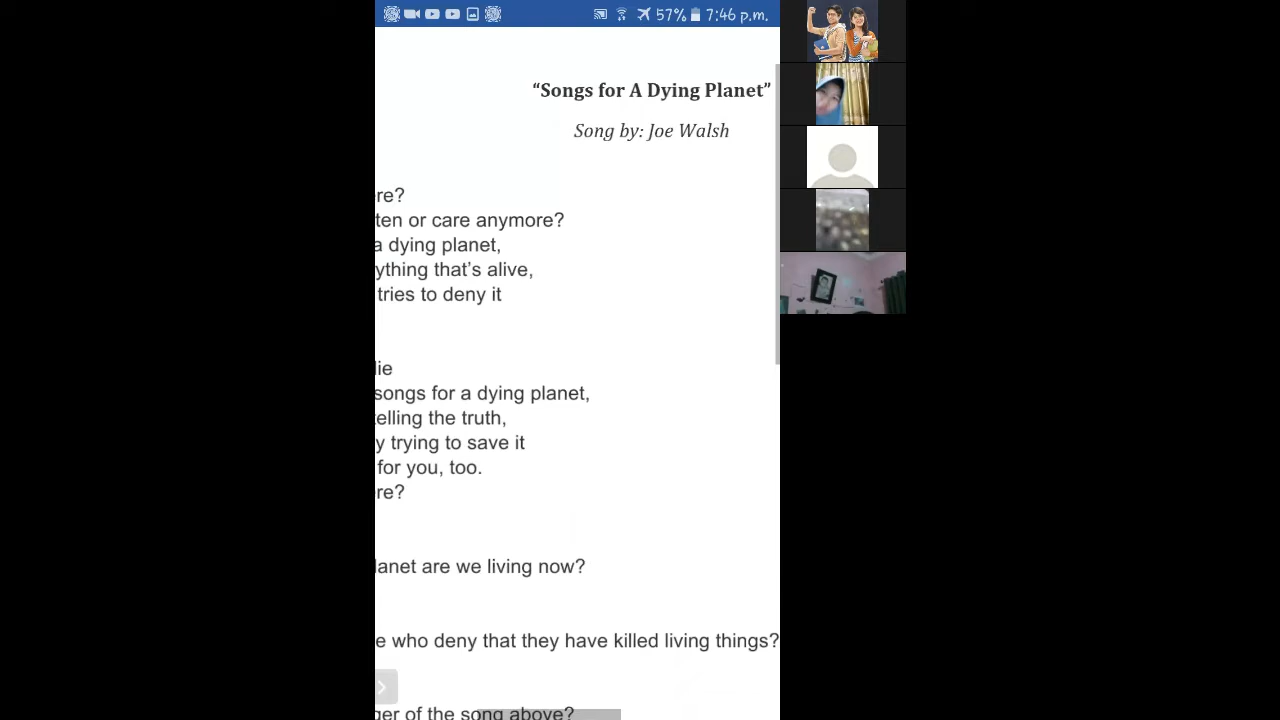 57% 7:46 p.m.
“Songs for A Dying Planet”
Song by: Joe Walsh
re?
ten or care anymore?
a dying planet,
ything that’s alive,
tries to deny it
lie
songs for a dying planet,
telling the truth,
y trying to save it
for you, too.
re?
lanet are we living now?
e who deny that they have killed living things?
ger of the song above?